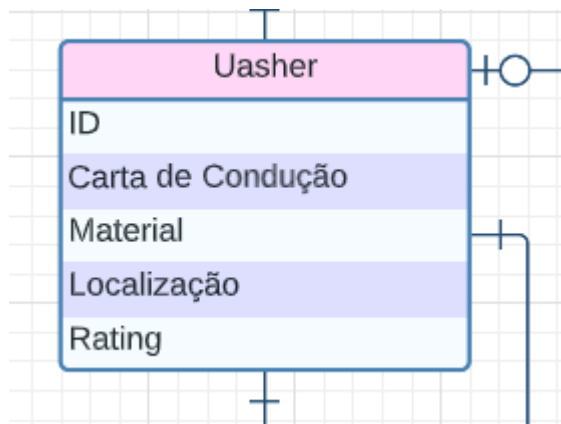 Uasher
ID
Carta de Condução
Material
Localização
Rating